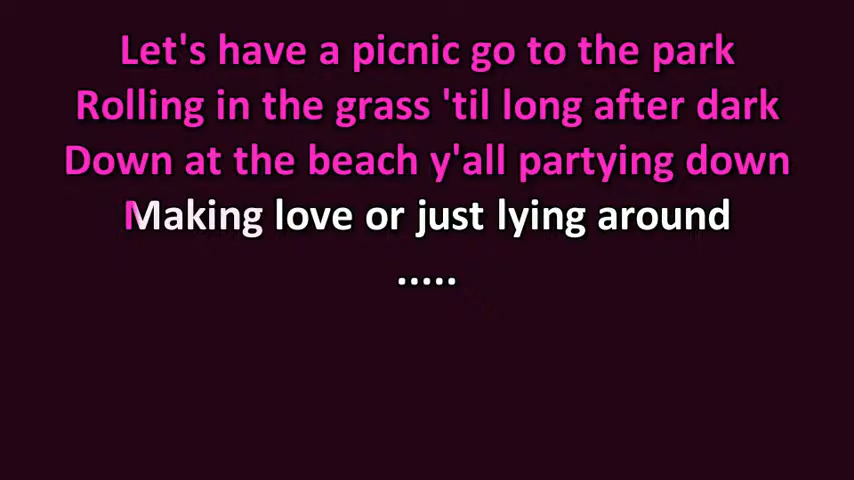 Let's have a picnic go to the park
Rolling in the grass 'til long after dark
Down at the beach y'all partying down
Making love or just lying around
.....